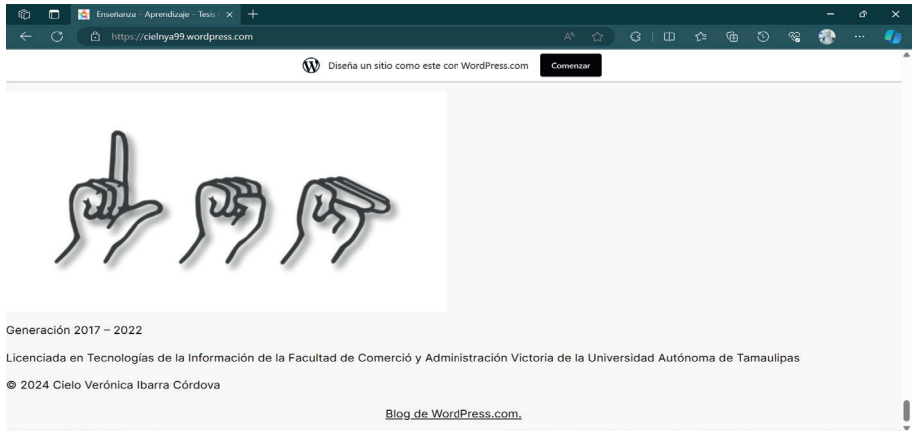 Enseñanza – Aprendizaje – Tesis
https://cielnya99.wordpress.com
Diseña un sitio como este con WordPress.com
Comenzar
Generación 2017 – 2022
Licenciada en Tecnologías de la Información de la Facultad de Comerció y Administración Victoria de la Universidad Autónoma de Tamaulipas
© 2024 Cielo Verónica Ibarra Córdova
Blog de WordPress.com.